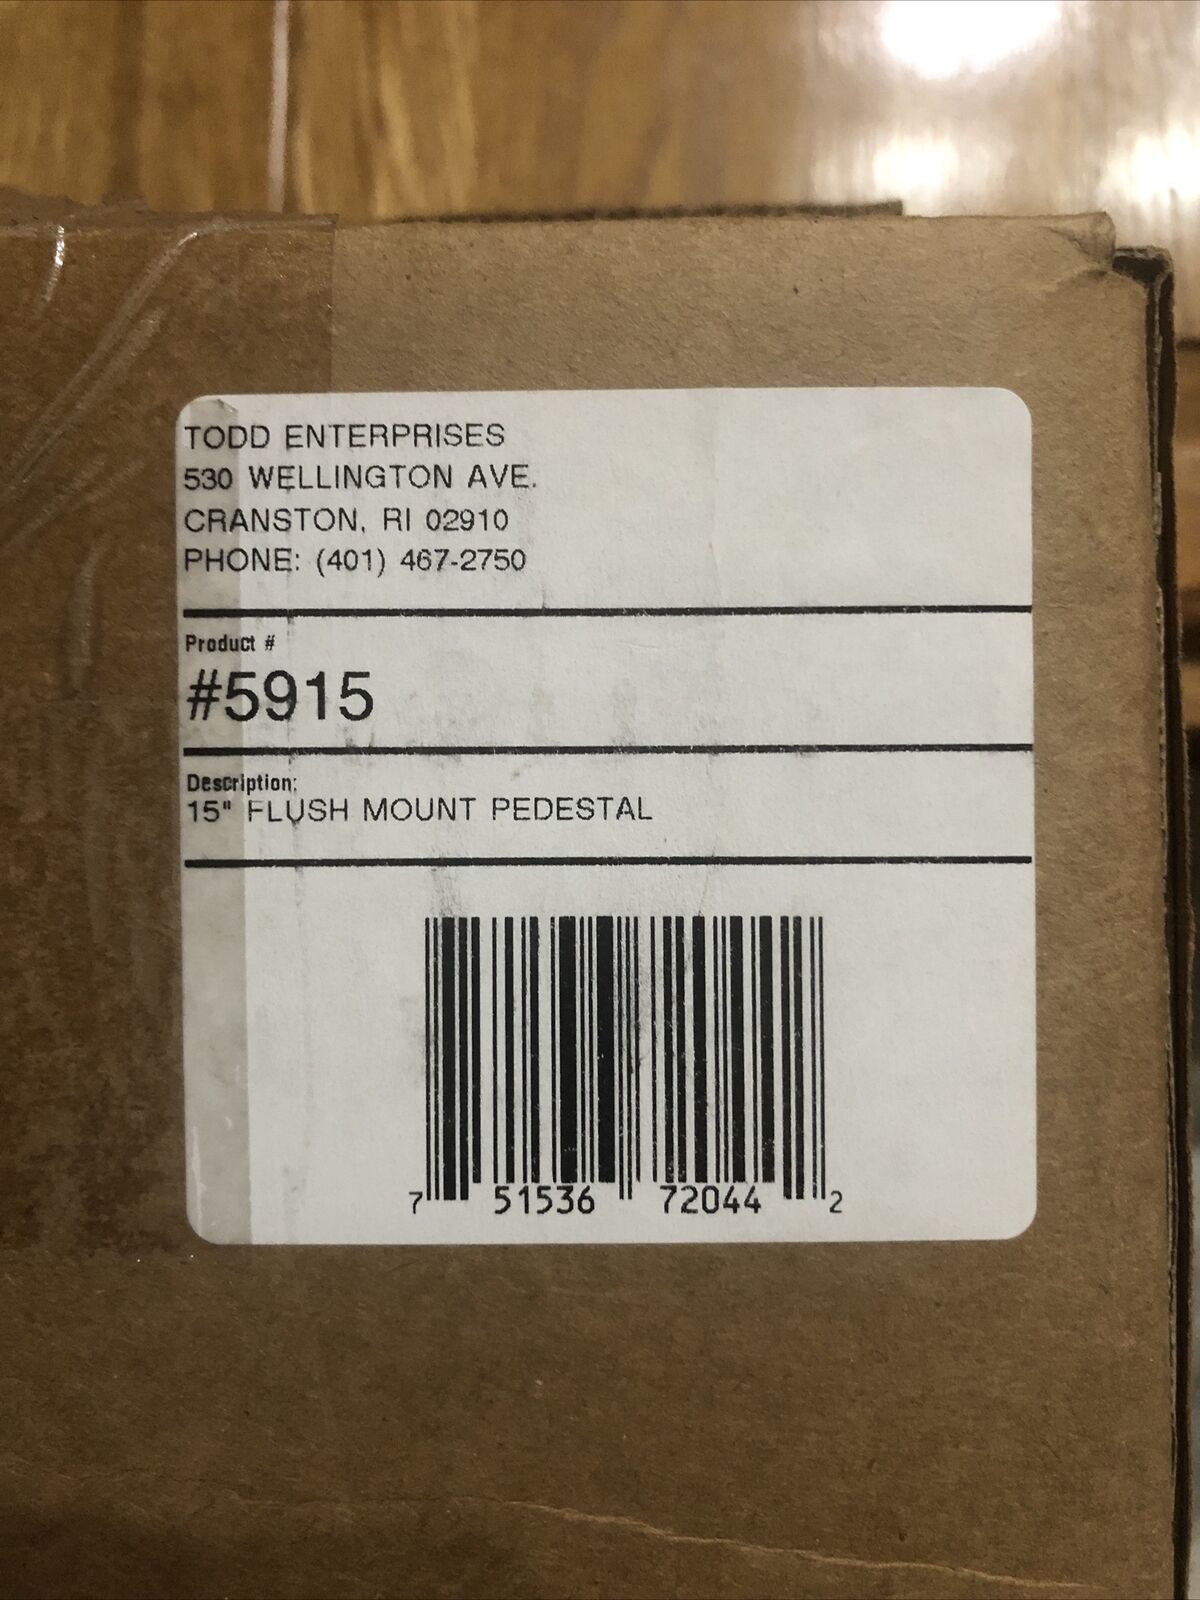 TODD ENTERPRISES
530 WELLINGTON AVE.
CRANSTON, RI 02910
PHONE: (401) 467-2750
Product #
#5915
Description:
15" FLUSH MOUNT PEDESTAL
7 51536 72044 2